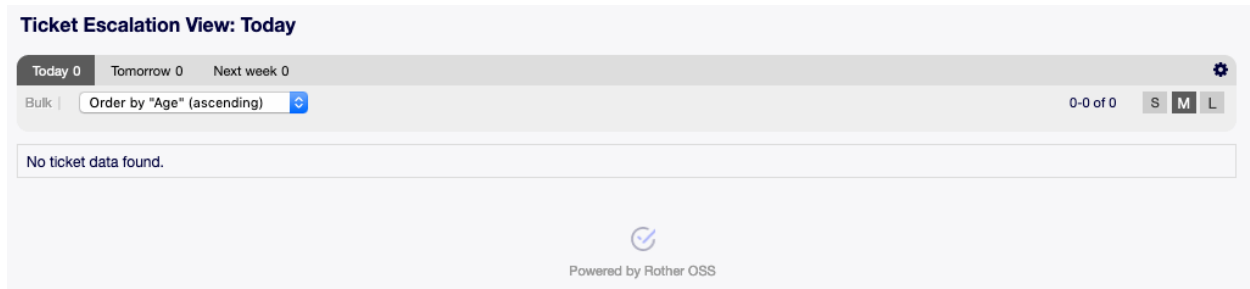 Ticket Escalation View: Today
Today 0 Tomorrow 0 Next week 0
Bulk | Order by "Age" (ascending) 0-0 of 0 S M L
No ticket data found.
Powered by Rother OSS